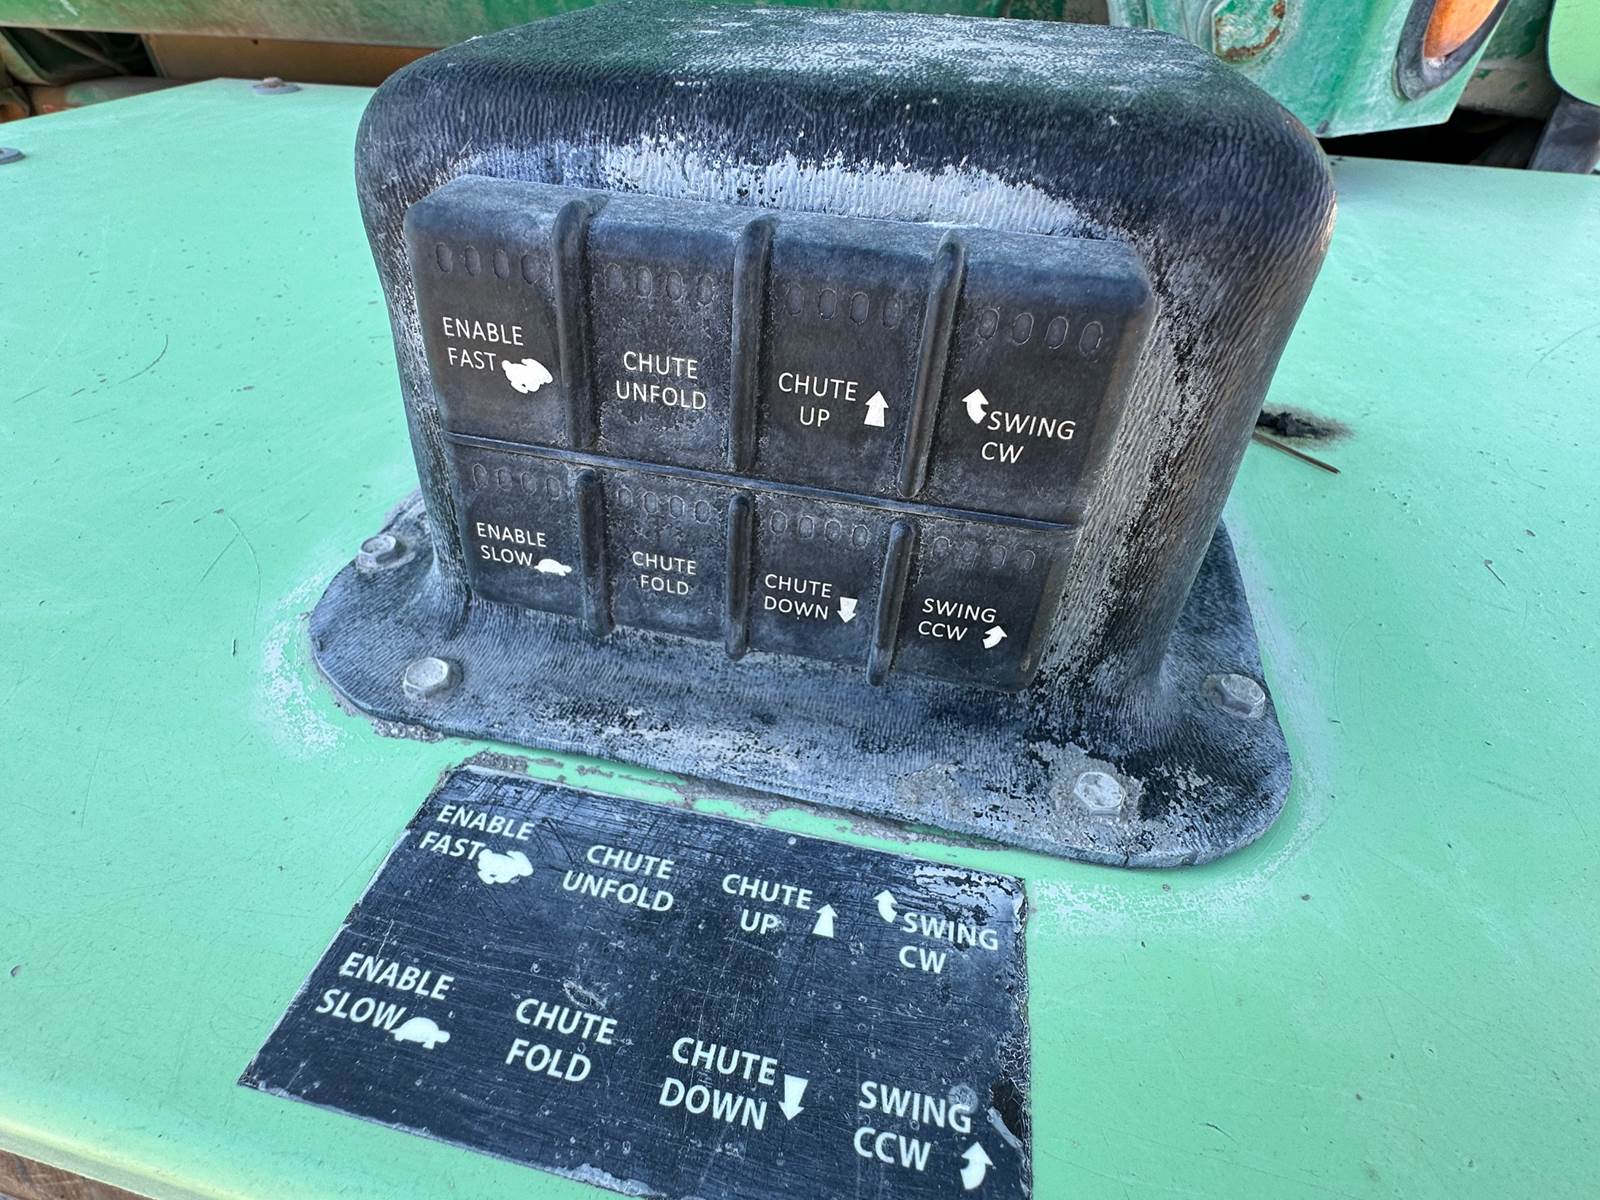 ENABLE
FAST
CHUTE
UNFOLD
CHUTE
UP
SWING
CW
ENABLE
SLOW
CHUTE
FOLD
CHUTE
DOWN
SWING
CCW
ENABLE
FAST
CHUTE
UNFOLD
CHUTE
UP
SWING
CW
ENABLE
SLOW
CHUTE
FOLD
CHUTE
DOWN
SWING
CCW